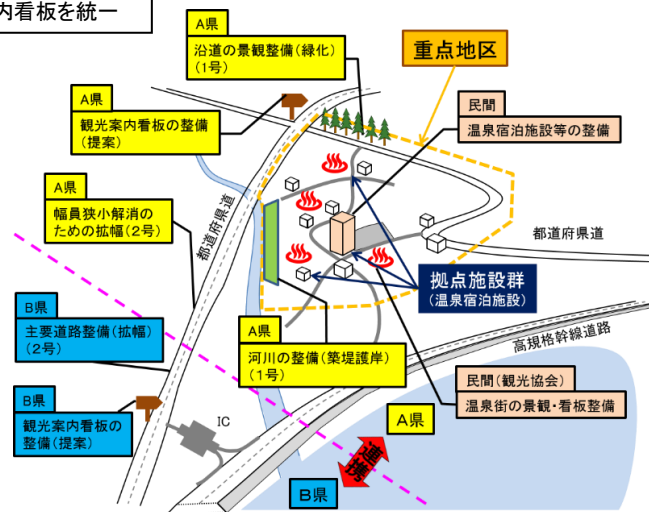 内看板を統一
A県
沿道の景観整備(緑化)
(1号)
重点地区
A県
観光案内看板の整備
(提案)
民間
温泉宿泊施設等の整備
A県
幅員狭小解消の
ための拡幅(2号)
都道府県道
都道府県道
拠点施設群
(温泉宿泊施設)
B県
主要道路整備(拡幅)
(2号)
A県
河川の整備(築堤護岸)
(1号)
高規格幹線道路
民間(観光協会)
温泉街の景観・看板整備
B県
観光案内看板の
整備(提案)
IC
A県
連携
B県